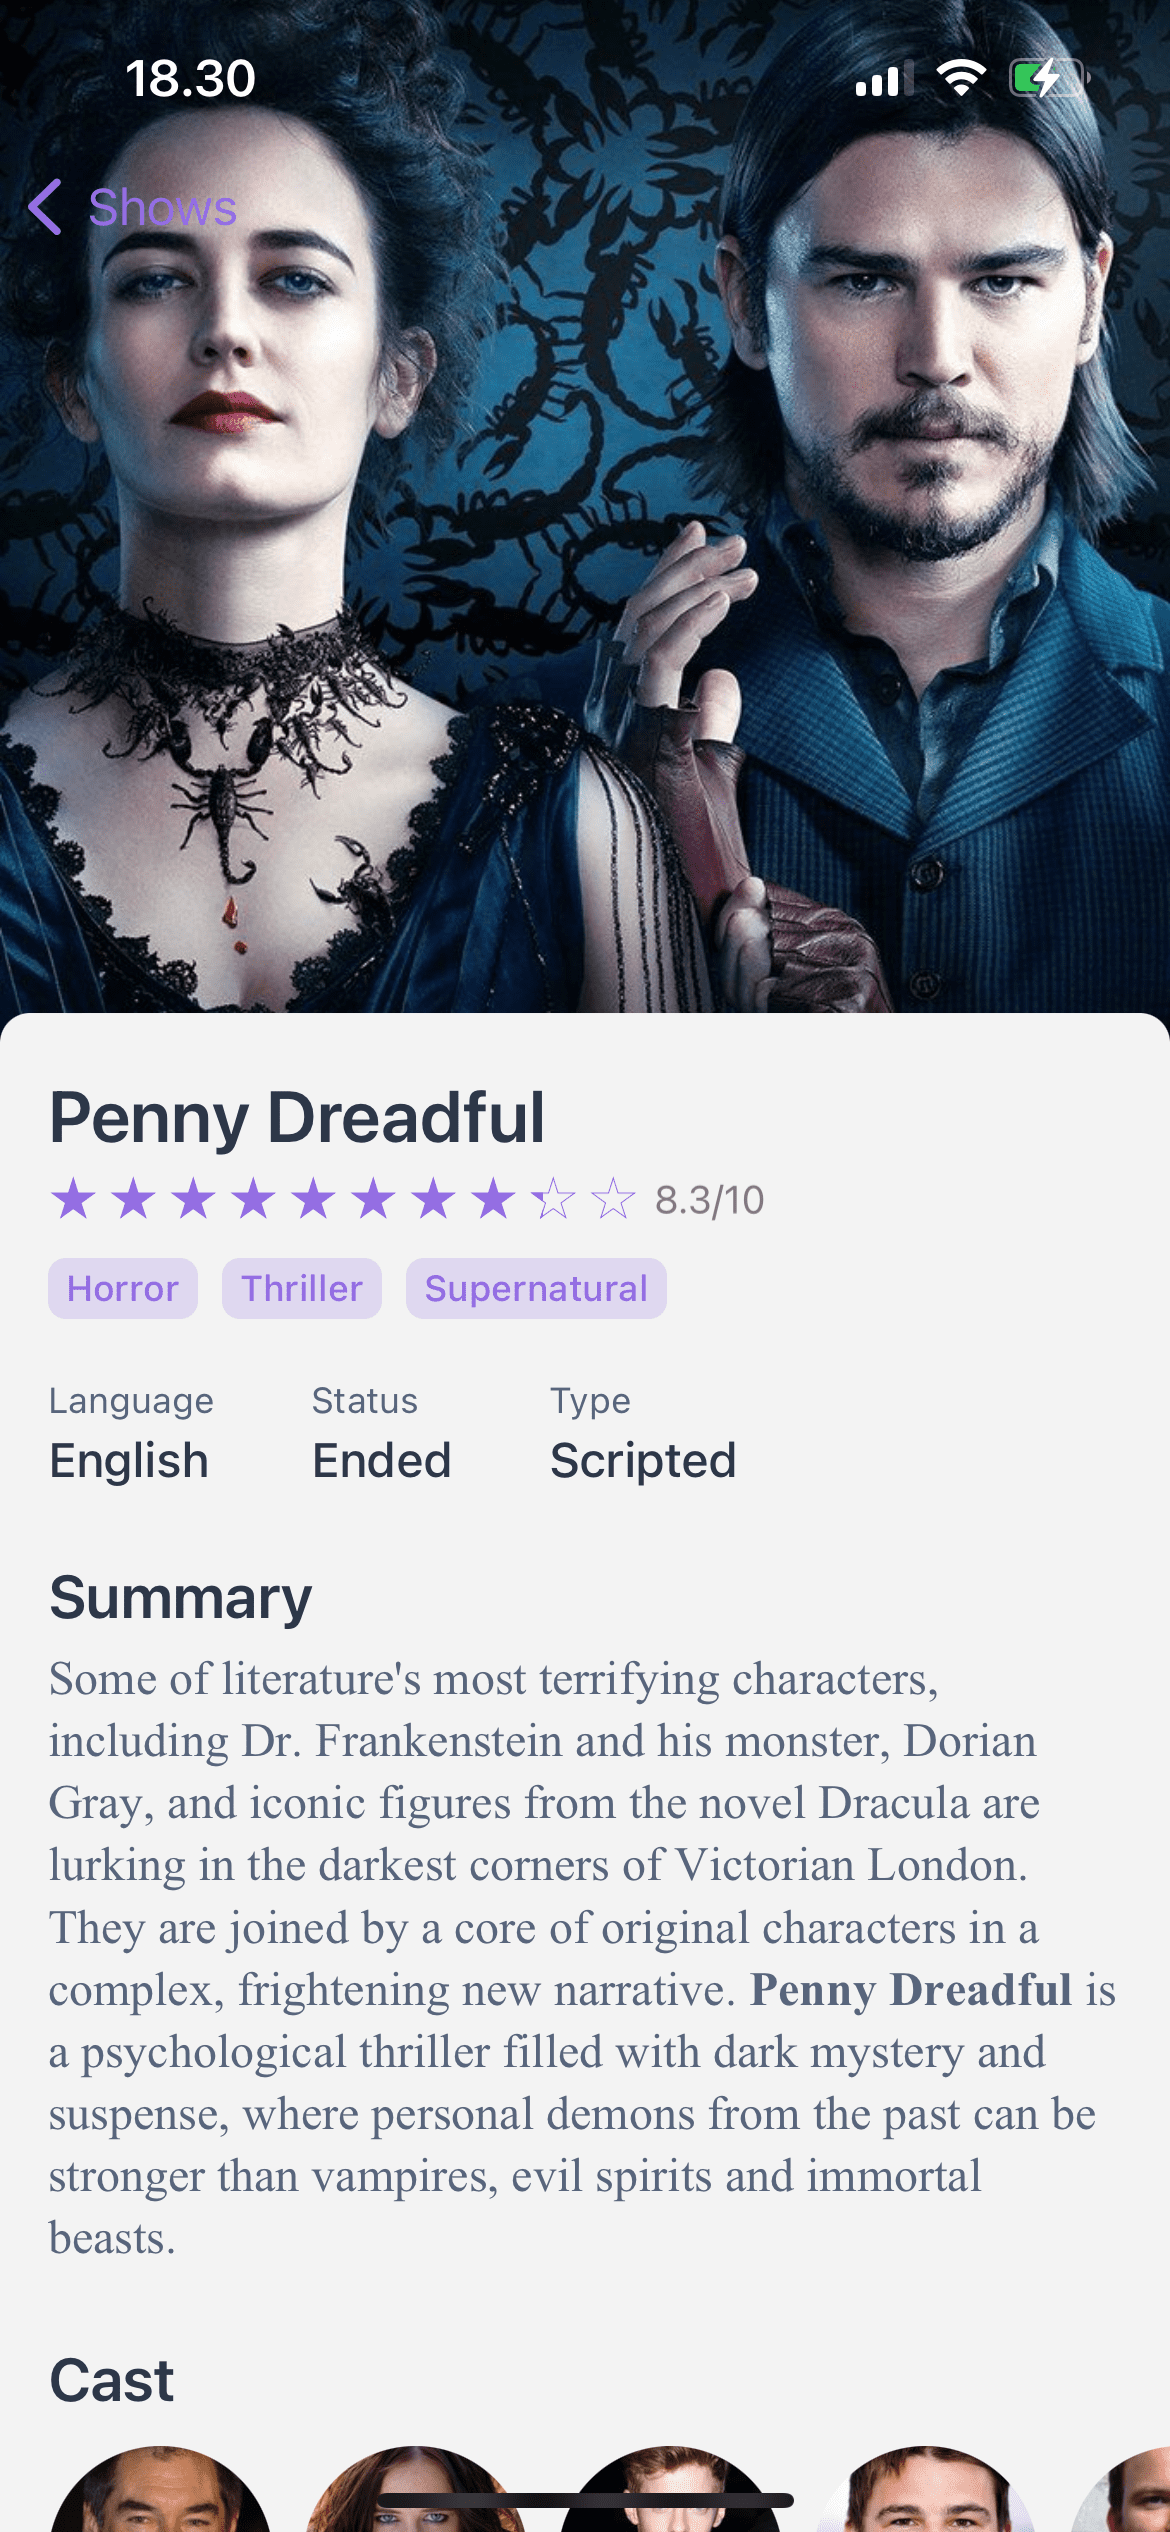 18.30
Shows
Penny Dreadful
8.3/10
Horror Thriller Supernatural
Language Status Type
English Ended Scripted
Summary
Some of literature's most terrifying characters,
including Dr. Frankenstein and his monster, Dorian
Gray, and iconic figures from the novel Dracula are
lurking in the darkest corners of Victorian London.
They are joined by a core of original characters in a
complex, frightening new narrative. Penny Dreadful is
a psychological thriller filled with dark mystery and
suspense, where personal demons from the past can be
stronger than vampires, evil spirits and immortal
beasts.
Cast